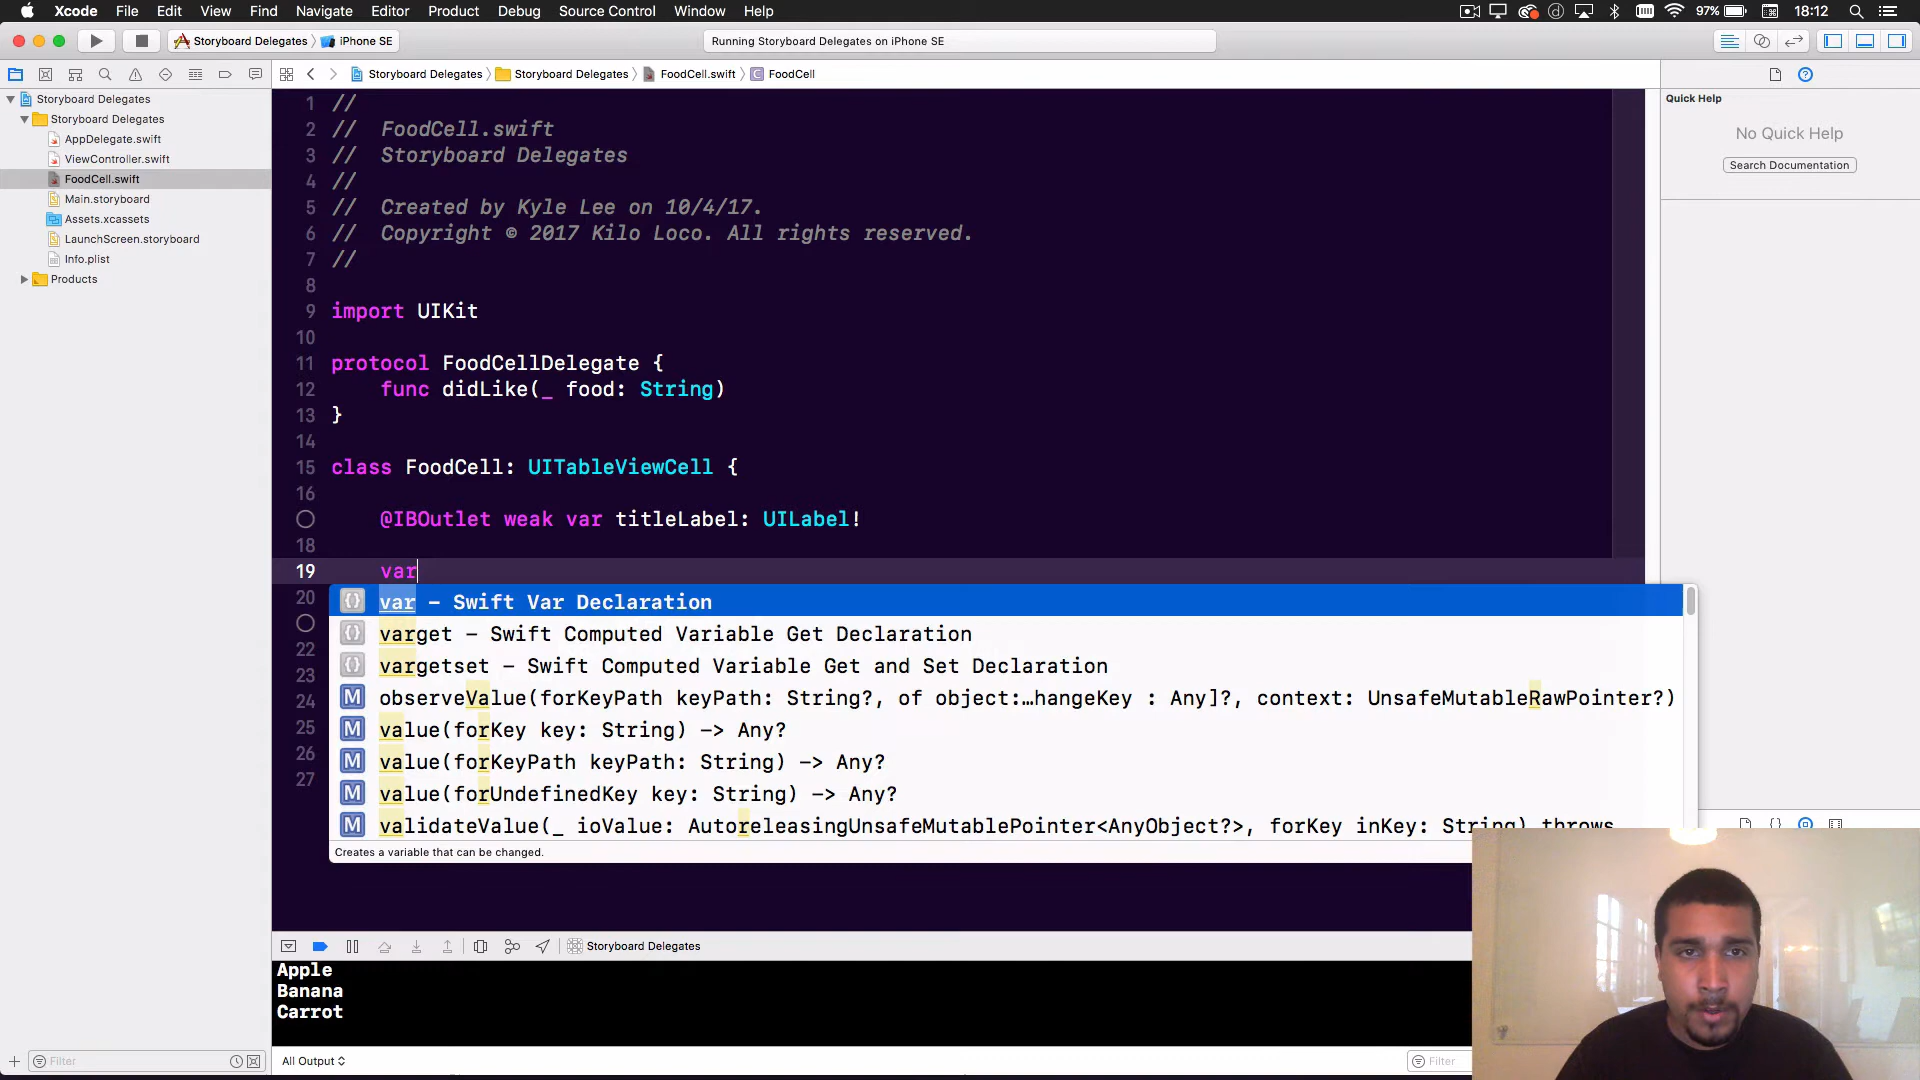 Xcode File Edit View Find Navigate Editor Product Debug Source Control Window Help 97% 18:12
Storyboard Delegates iPhone SE Running Storyboard Delegates on iPhone SE
Storyboard Delegates Storyboard Delegates FoodCell.swift C FoodCell
Storyboard Delegates
Storyboard Delegates
AppDelegate.swift
ViewController.swift
FoodCell.swift
Main.storyboard
Assets.xcassets
LaunchScreen.storyboard
Info.plist
Products
1 //
2 // FoodCell.swift
3 // Storyboard Delegates
4 //
5 // Created by Kyle Lee on 10/4/17.
6 // Copyright © 2017 Kilo Loco. All rights reserved.
7 //
8
9 import UIKit
10
11 protocol FoodCellDelegate {
12 func didLike(_ food: String)
13 }
14
15 class FoodCell: UITableViewCell {
16
@IBOutlet weak var titleLabel: UILabel!
18
19 var
20
22
23
24
25
26
27
{} var – Swift Var Declaration
{} varget – Swift Computed Variable Get Declaration
{} vargetset – Swift Computed Variable Get and Set Declaration
M observeValue(forKeyPath keyPath: String?, of object:…hangeKey : Any]?, context: UnsafeMutableRawPointer?)
M value(forKey key: String) -> Any?
M value(forKeyPath keyPath: String) -> Any?
M value(forUndefinedKey key: String) -> Any?
M validateValue(_ ioValue: AutoreleasingUnsafeMutablePointer<AnyObject?>, forKey inKey: String) throws
Creates a variable that can be changed.
Quick Help
No Quick Help
Search Documentation
Storyboard Delegates
Apple
Banana
Carrot
Filter
All Output
Filter